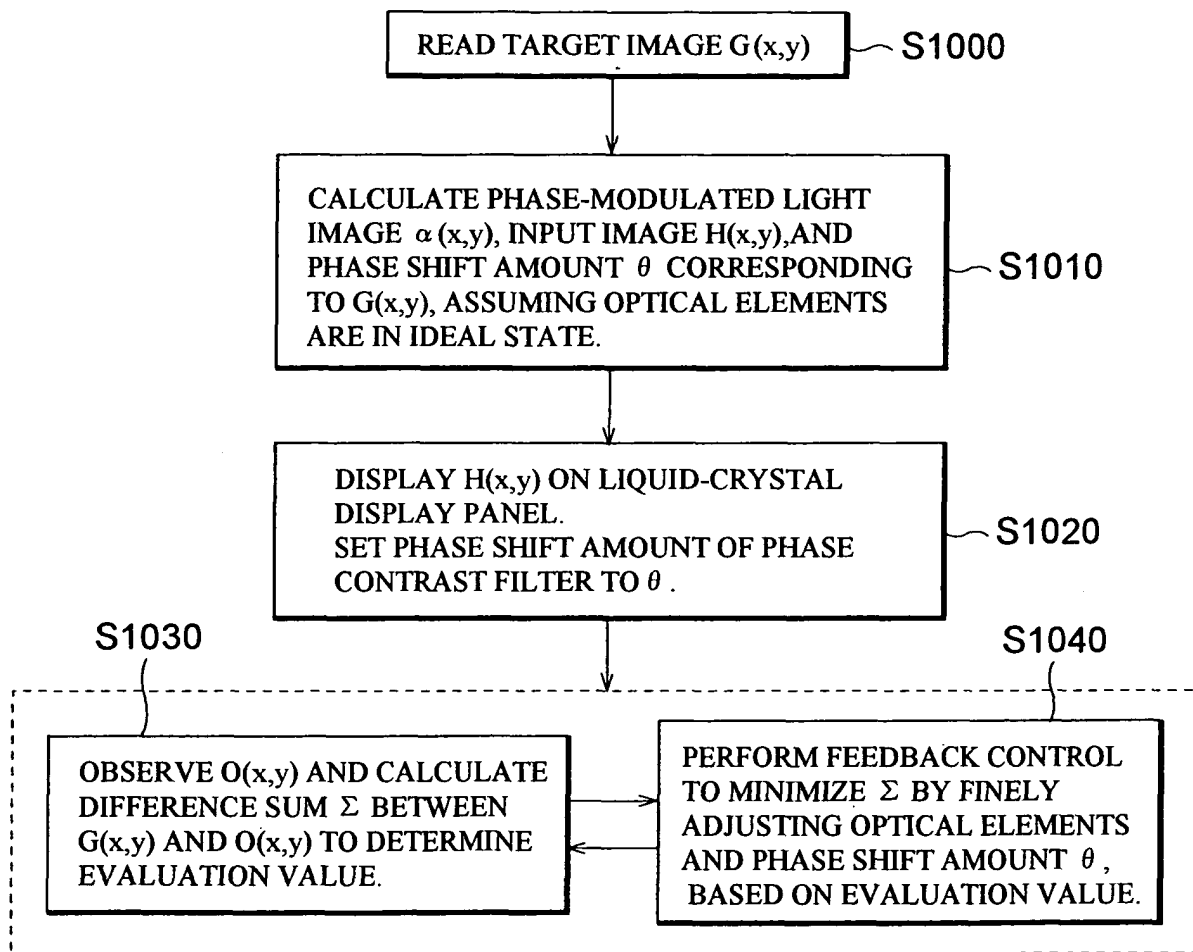 READ TARGET IMAGE G(x,y)
S1000
CALCULATE PHASE-MODULATED LIGHT
IMAGE α(x,y), INPUT IMAGE H(x,y),AND
PHASE SHIFT AMOUNT θ CORRESPONDING
TO G(x,y), ASSUMING OPTICAL ELEMENTS
ARE IN IDEAL STATE.
S1010
DISPLAY H(x,y) ON LIQUID-CRYSTAL
DISPLAY PANEL.
SET PHASE SHIFT AMOUNT OF PHASE
CONTRAST FILTER TO θ.
S1020
S1030
OBSERVE O(x,y) AND CALCULATE
DIFFERENCE SUM Σ BETWEEN
G(x,y) AND O(x,y) TO DETERMINE
EVALUATION VALUE.
S1040
PERFORM FEEDBACK CONTROL
TO MINIMIZE Σ BY FINELY
ADJUSTING OPTICAL ELEMENTS
AND PHASE SHIFT AMOUNT θ,
BASED ON EVALUATION VALUE.